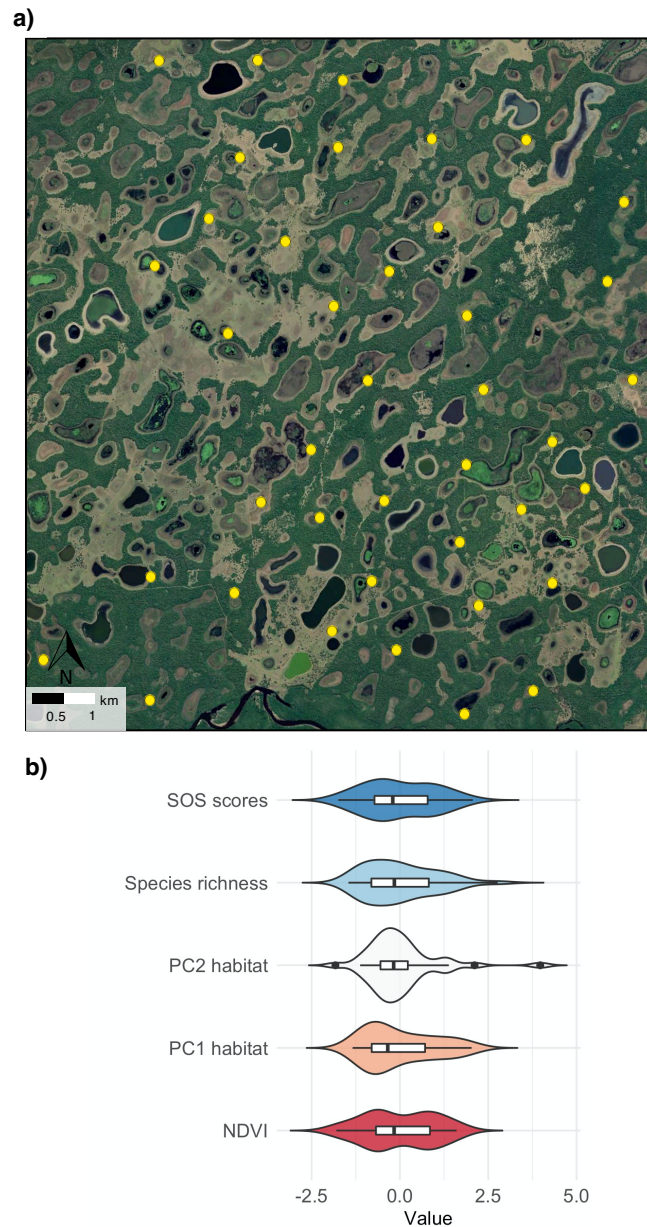 a)
N
km
0.5 1
b)
SOS scores
Species richness
PC2 habitat
PC1 habitat
NDVI
-2.5 0.0 2.5 5.0
Value